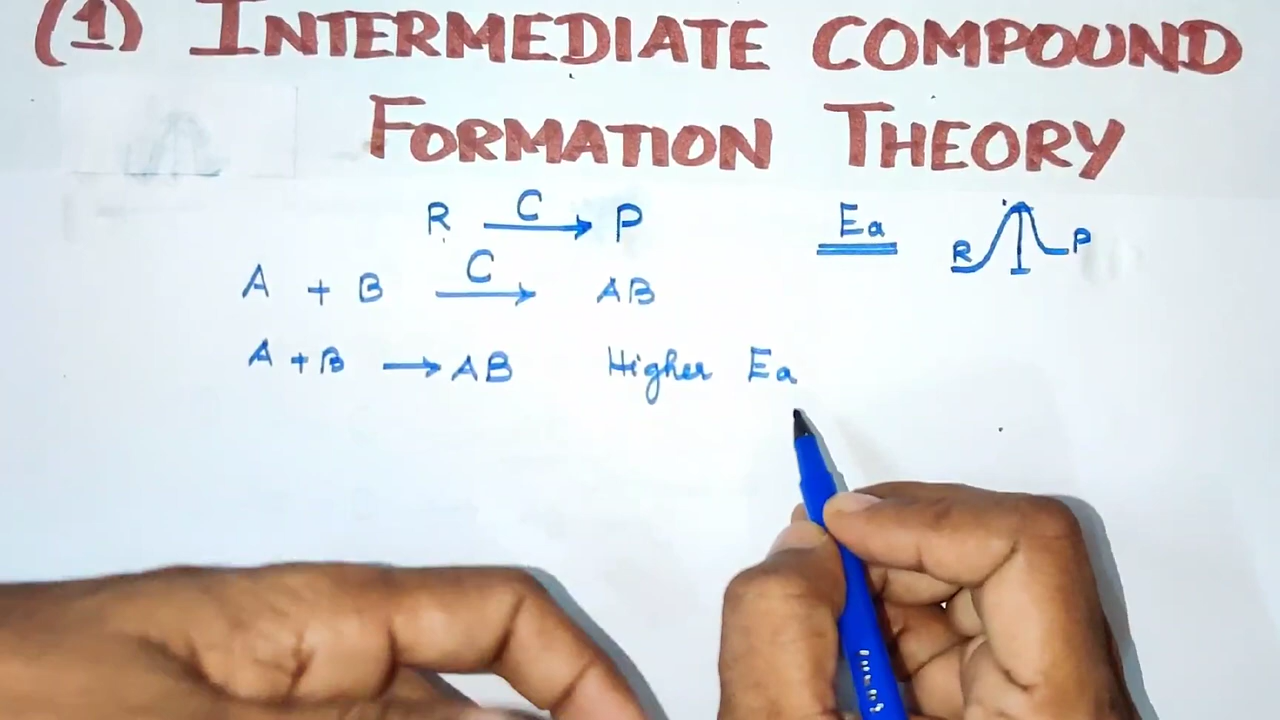 (1) INTERMEDIATE COMPOUND
FORMATION THEORY
R C→ P
Ea
R P
A + B C→ AB
A + B → AB Higher Ea